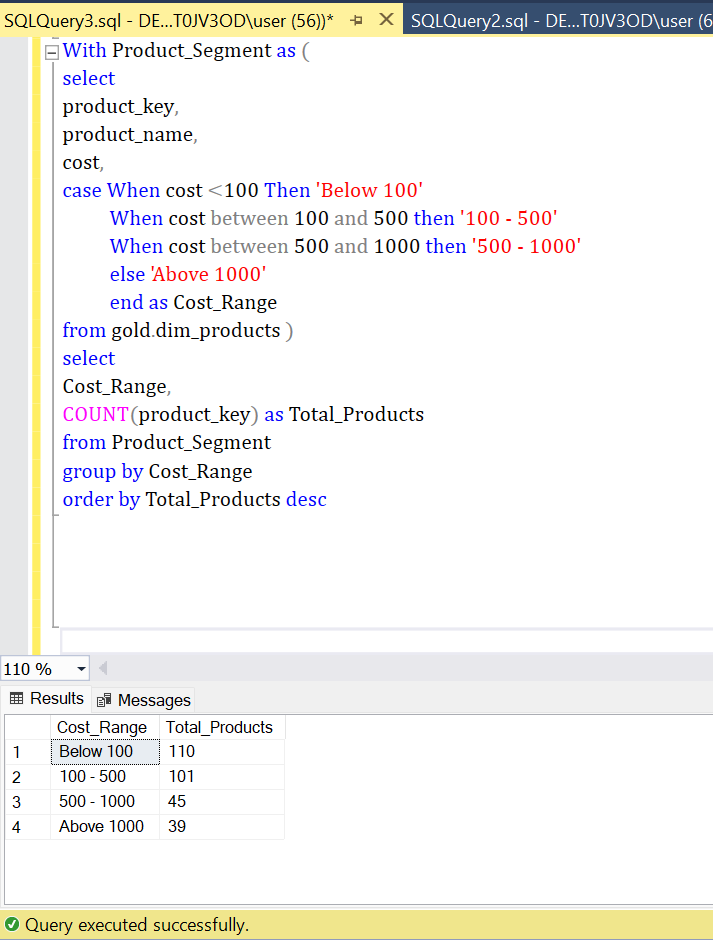 SQLQuery3.sql - DE...T0JV3OD\user (56))* SQLQuery2.sql - DE...T0JV3OD\user (6
With Product_Segment as (
select
product_key,
product_name,
cost,
case When cost <100 Then 'Below 100'
When cost between 100 and 500 then '100 - 500'
When cost between 500 and 1000 then '500 - 1000'
else 'Above 1000'
end as Cost_Range
from gold.dim_products )
select
Cost_Range,
COUNT(product_key) as Total_Products
from Product_Segment
group by Cost_Range
order by Total_Products desc
110 %
Results Messages
Cost_Range Total_Products
1 Below 100 110
2 100 - 500 101
3 500 - 1000 45
4 Above 1000 39
Query executed successfully.